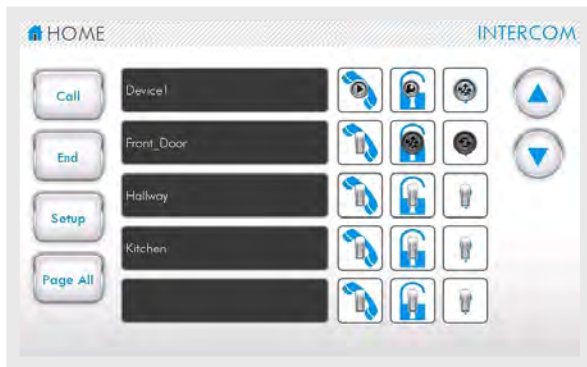 HOME
INTERCOM
Call
Device1
End
Front_Door
Setup
Hallway
Kitchen
Page All